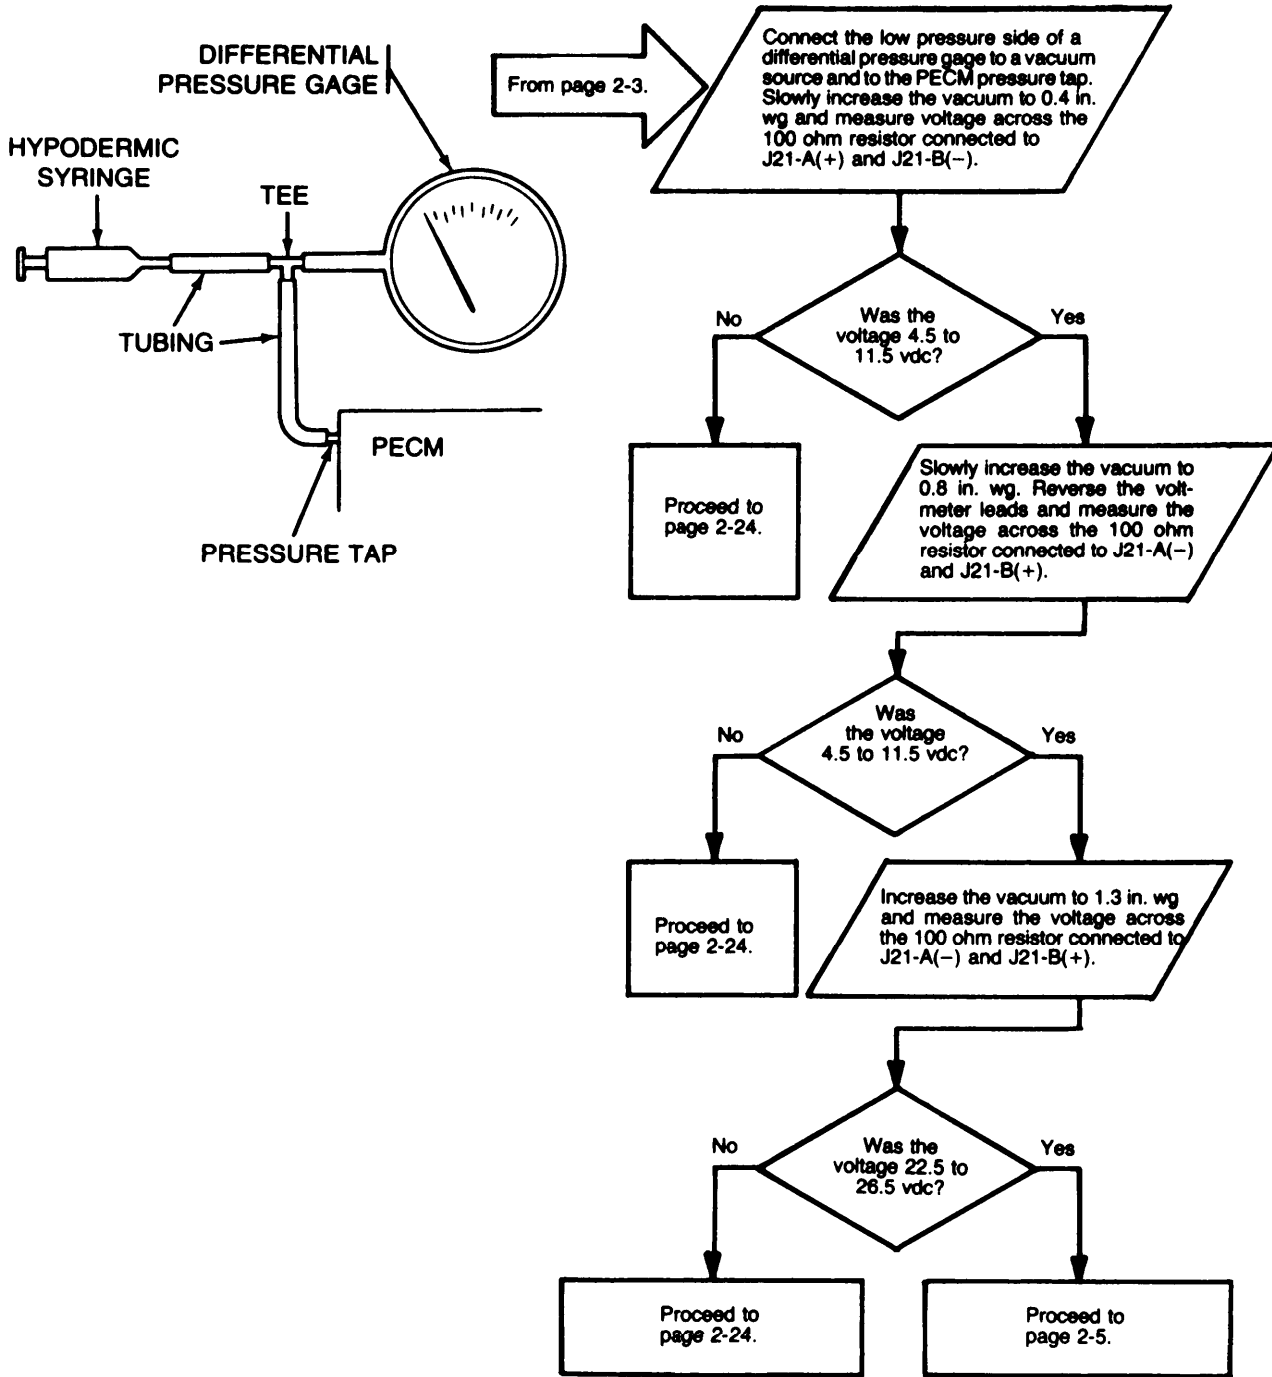 DIFFERENTIAL
PRESSURE GAGE
HYPODERMIC
SYRINGE
TEE
TUBING
PECM
PRESSURE TAP
From page 2-3.
Connect the low pressure side of a
differential pressure gage to a vacuum
source and to the PECM pressure tap.
Slowly increase the vacuum to 0.4 in.
wg and measure voltage across the
100 ohm resistor connected to
J21-A(+) and J21-B(−).
Was the
voltage 4.5 to
11.5 vdc?
No
Yes
Proceed to
page 2-24.
Slowly increase the vacuum to
0.8 in. wg. Reverse the volt-
meter leads and measure the
voltage across the 100 ohm
resistor connected to J21-A(−)
and J21-B(+).
Was
the voltage
4.5 to 11.5 vdc?
No
Yes
Proceed to
page 2-24.
Increase the vacuum to 1.3 in. wg
and measure the voltage across
the 100 ohm resistor connected to
J21-A(−) and J21-B(+).
Was the
voltage 22.5 to
26.5 vdc?
No
Yes
Proceed to
page 2-24.
Proceed to
page 2-5.